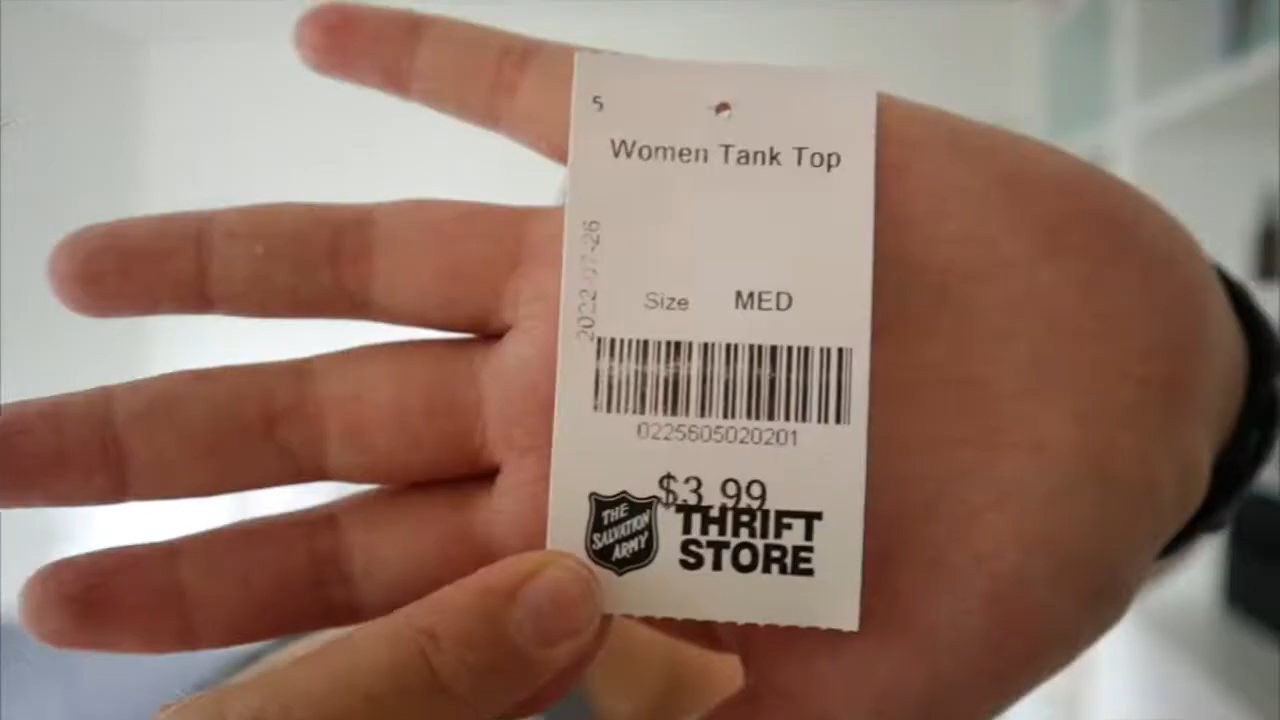 5
Women Tank Top
2022-07-26
Size MED
0225605020201
$3.99
THE
SALVATION
ARMY
THRIFT
STORE